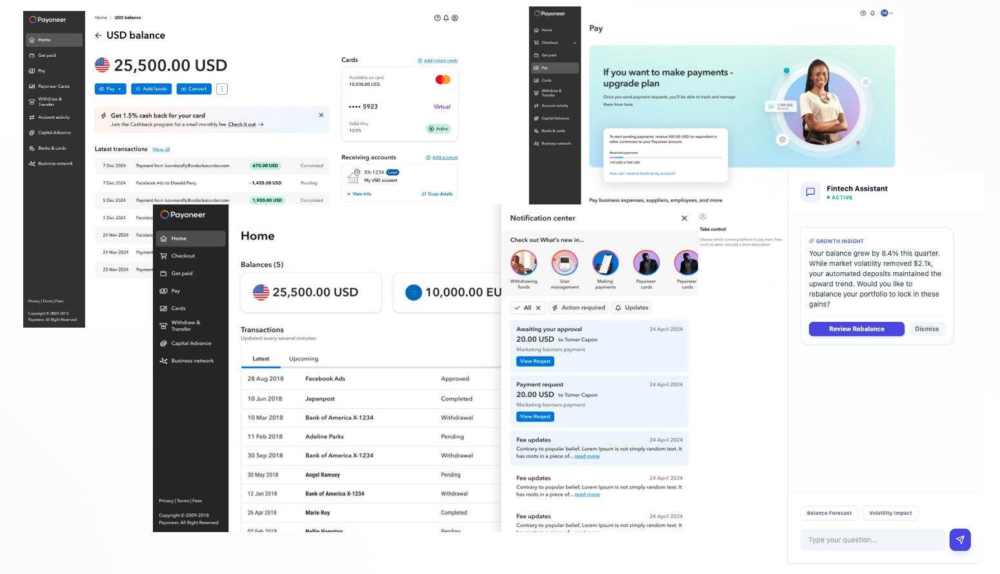 Payoneer
Home
Get paid
Pay
Payoneer Cards
Withdraw &
Transfer
Account activity
Capital Advance
Banks & cards
Business network
Privacy | Terms | Fees
Copyright © 2009-2018
Payoneer. All Right Reserved
Home / USD balance
← USD balance
25,500.00 USD
Pay
Add funds
Convert
Get 1.5% cash back for your card
Join the Cashback program for a small monthly fee. Check it out →
Latest transactions View all
7 Dec 2024 Payment from bonnierafly@orderlessorder.com 670.00 USD Completed
7 Dec 2024 Facebook Ads to Donald Perry - 1,435.00 USD Pending
5 Dec 2024 Payment from bonnierafly@orderlessorder.com 1,900.00 USD Completed
1 Dec 2024 Faceboo
24 Nov 2024 Faceboo
24 Nov 2024 Paymen
23 Nov 2024 Paymen
Cards Add linked cards
Available on card
10,000.00 USD
•••• 5923 Virtual
Valid thru
12/25
Active
Receiving accounts Add account
XX-1234 Local
My USD account
View info Copy details
Payoneer
Home
Checkout
Get paid
Pay
Cards
Withdraw &
Transfer
Account activity
Capital Advance
Banks & cards
Business network
Pay
If you want to make payments -
upgrade plan
Once you send payment requests, you'll be able to track and manage
them from here
To start sending payments, receive 500.00 USD (or equivalent in
other currencies) to your Payoneer account.
Received payments
150 USD of 500 USD
How can I receive funds to my account?
1,500 USD
Pay business expenses, suppliers, employees, and more
Take control
Choose which currency balance to pay from, how
much to send, and add a short description
Payoneer
Home
Checkout
Get paid
Pay
Cards
Withdraw &
Transfer
Capital Advance
Business network
Privacy | Terms | Fees
Copyright © 2009-2018
Payoneer. All Right Reserved
Home
Balances (5)
25,500.00 USD
10,000.00 EU
Transactions
Updated every several minutes
Latest Upcoming
28 Aug 2018 Facebook Ads Approved
10 Jun 2018 Japanpost Completed
10 Mar 2018 Bank of America X-1234 Withdrawal
11 Feb 2018 Adeline Parks Pending
30 Sep 2018 Bank of America X-1234 Withdrawal
30 May 2018 Angel Ramsey Pending
12 Jan 2018 Bank of America X-1234 Withdrawal
26 Apr 2018 Marie Roy Completed
02 Feb 2018 Nellie Hampton Pending
Notification center
Check out What's new in...
Withdrawing
funds
User
management
Making
payments
Payoneer
cards
Payoneer
cards
All
Action required
Updates
Awaiting your approval 24 April 2024
20.00 USD to Tomer Capon
Marketing banners payment
View Reqest
Payment request 24 April 2024
20.00 USD to Tomer Capon
Marketing banners payment
View Reqest
Fee updates 24 April 2024
Contrary to popular belief, Lorem Ipsum is not simply random text. It
has roots in a piece of... read more
Fee updates 24 April 2024
Contrary to popular belief, Lorem Ipsum is not simply random text. It
has roots in a piece of... read more
Fee updates 24 April 2024
Contrary to popular belief, Lorem Ipsum is not simply random text. It
has roots in a piece of... read more
Fintech Assistant
ACTIVE
GROWTH INSIGHT
Your balance grew by 8.4% this quarter.
While market volatility removed $2.1k,
your automated deposits maintained the
upward trend. Would you like to
rebalance your portfolio to lock in these
gains?
Review Rebalance
Dismiss
Balance Forecast
Volatility Impact
Type your question...